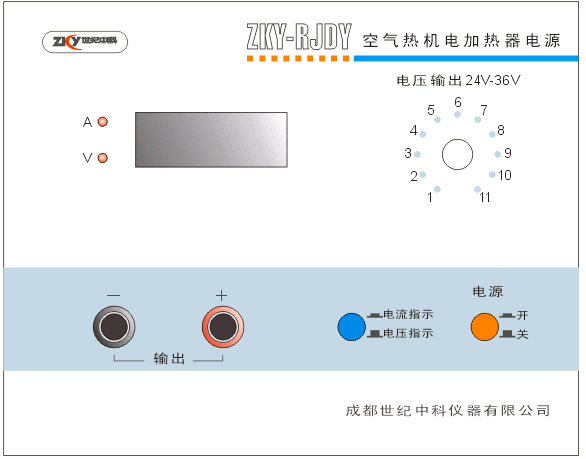 ZKY世纪中科
ZKY-RJDY 空气热机电加热器电源
电压输出24V-36V
A
V
1 2 3 4 5 6 7 8 9 10 11
电源
— +
电流指示
电压指示
开
关
输出
成都世纪中科仪器有限公司